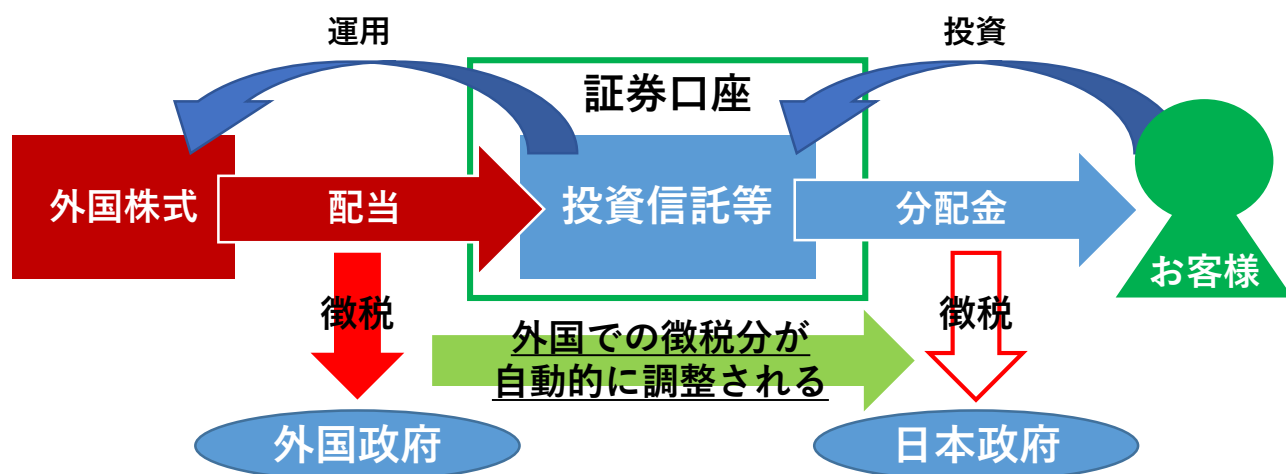 運用
投資
証券口座
外国株式
配当
投資信託等
分配金
お客様
徴税
徴税
外国での徴税分が
自動的に調整される
外国政府
日本政府